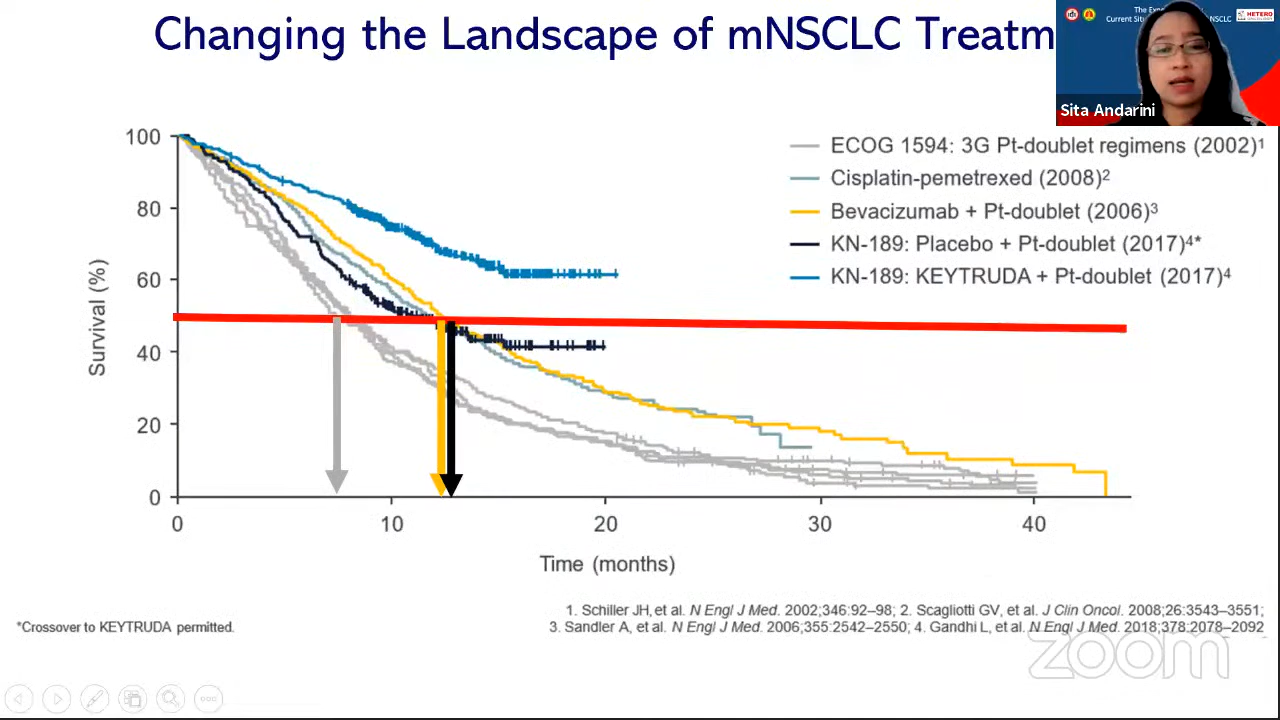 Changing the Landscape of mNSCLC Treatm
The
Current NSCLC
HETERO
Sita Andarini
ECOG 1594: 3G Pt-doublet regimens (2002)¹
Cisplatin-pemetrexed (2008)²
Bevacizumab + Pt-doublet (2006)³
KN-189: Placebo + Pt-doublet (2017)⁴*
KN-189: KEYTRUDA + Pt-doublet (2017)⁴
Survival (%)
100
80
60
40
20
0
0 10 20 30 40
Time (months)
*Crossover to KEYTRUDA permitted.
1. Schiller JH, et al. N Engl J Med. 2002;346:92–98; 2. Scagliotti GV, et al. J Clin Oncol. 2008;26:3543–3551;
3. Sandler A, et al. N Engl J Med. 2006;355:2542–2550; 4. Gandhi L, et al. N Engl J Med. 2018;378:2078–2092
zoom